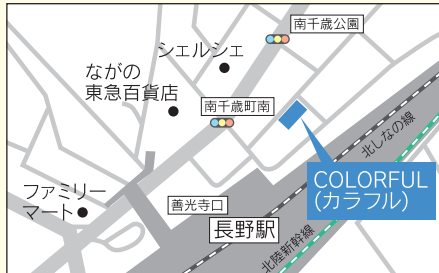 南千歳公園
シェルシェ
ながの
東急百貨店
南千歳町南
北しなの線
COLORFUL
(カラフル)
ファミリー
マート
善光寺口
長野駅
北陸新幹線